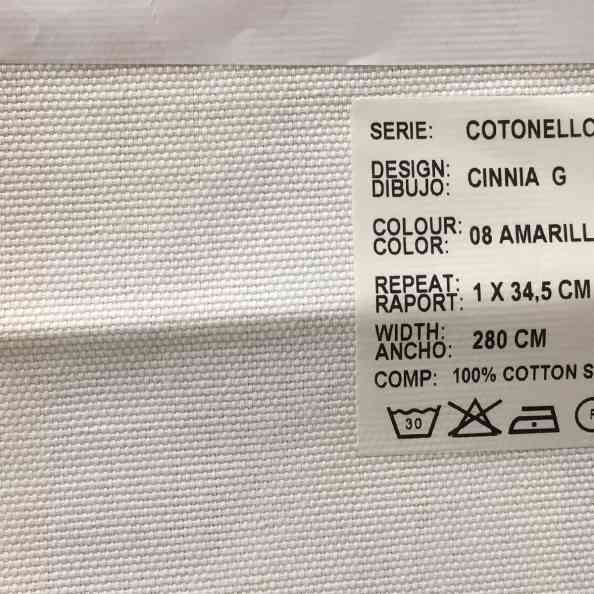 SERIE: COTONELLO
DESIGN:
DIBUJO: CINNIA G
COLOUR:
COLOR: 08 AMARILL
REPEAT:
RAPORT: 1 X 34,5 CM
WIDTH:
ANCHO: 280 CM
COMP: 100% COTTON S
30